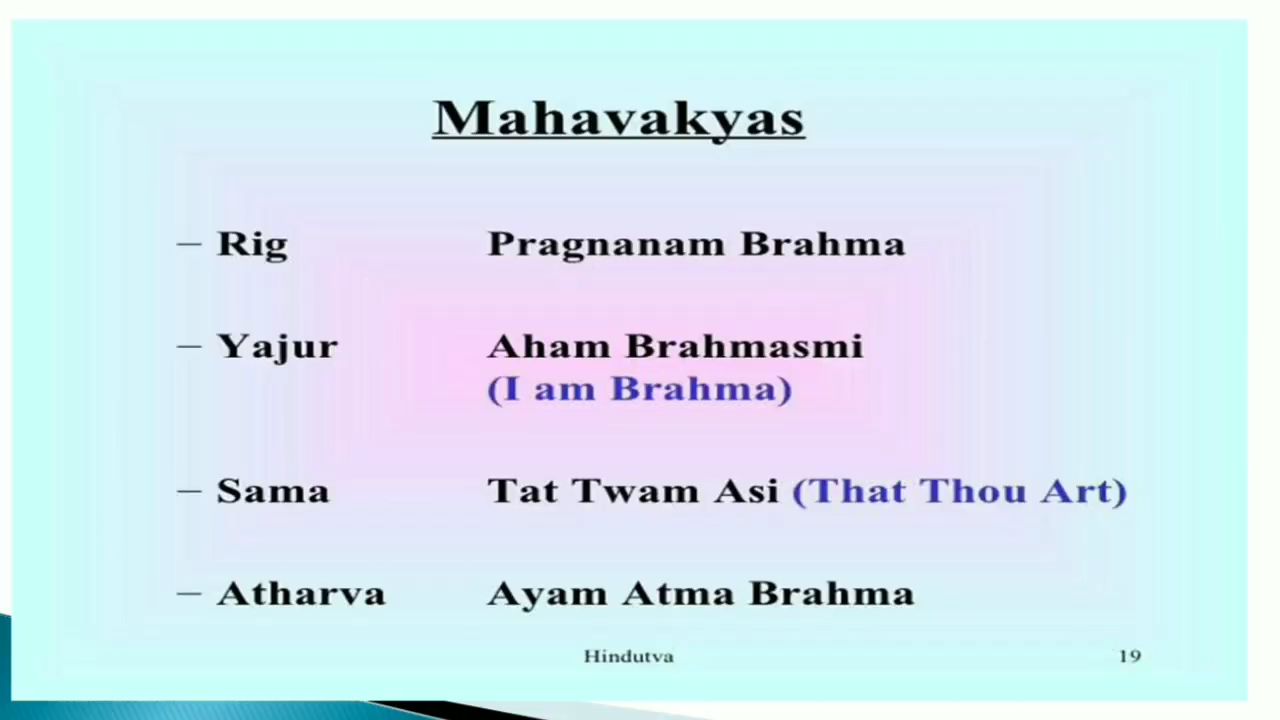 Mahavakyas
– Rig Pragnanam Brahma
– Yajur Aham Brahmasmi
(I am Brahma)
– Sama Tat Twam Asi (That Thou Art)
– Atharva Ayam Atma Brahma
Hindutva 19